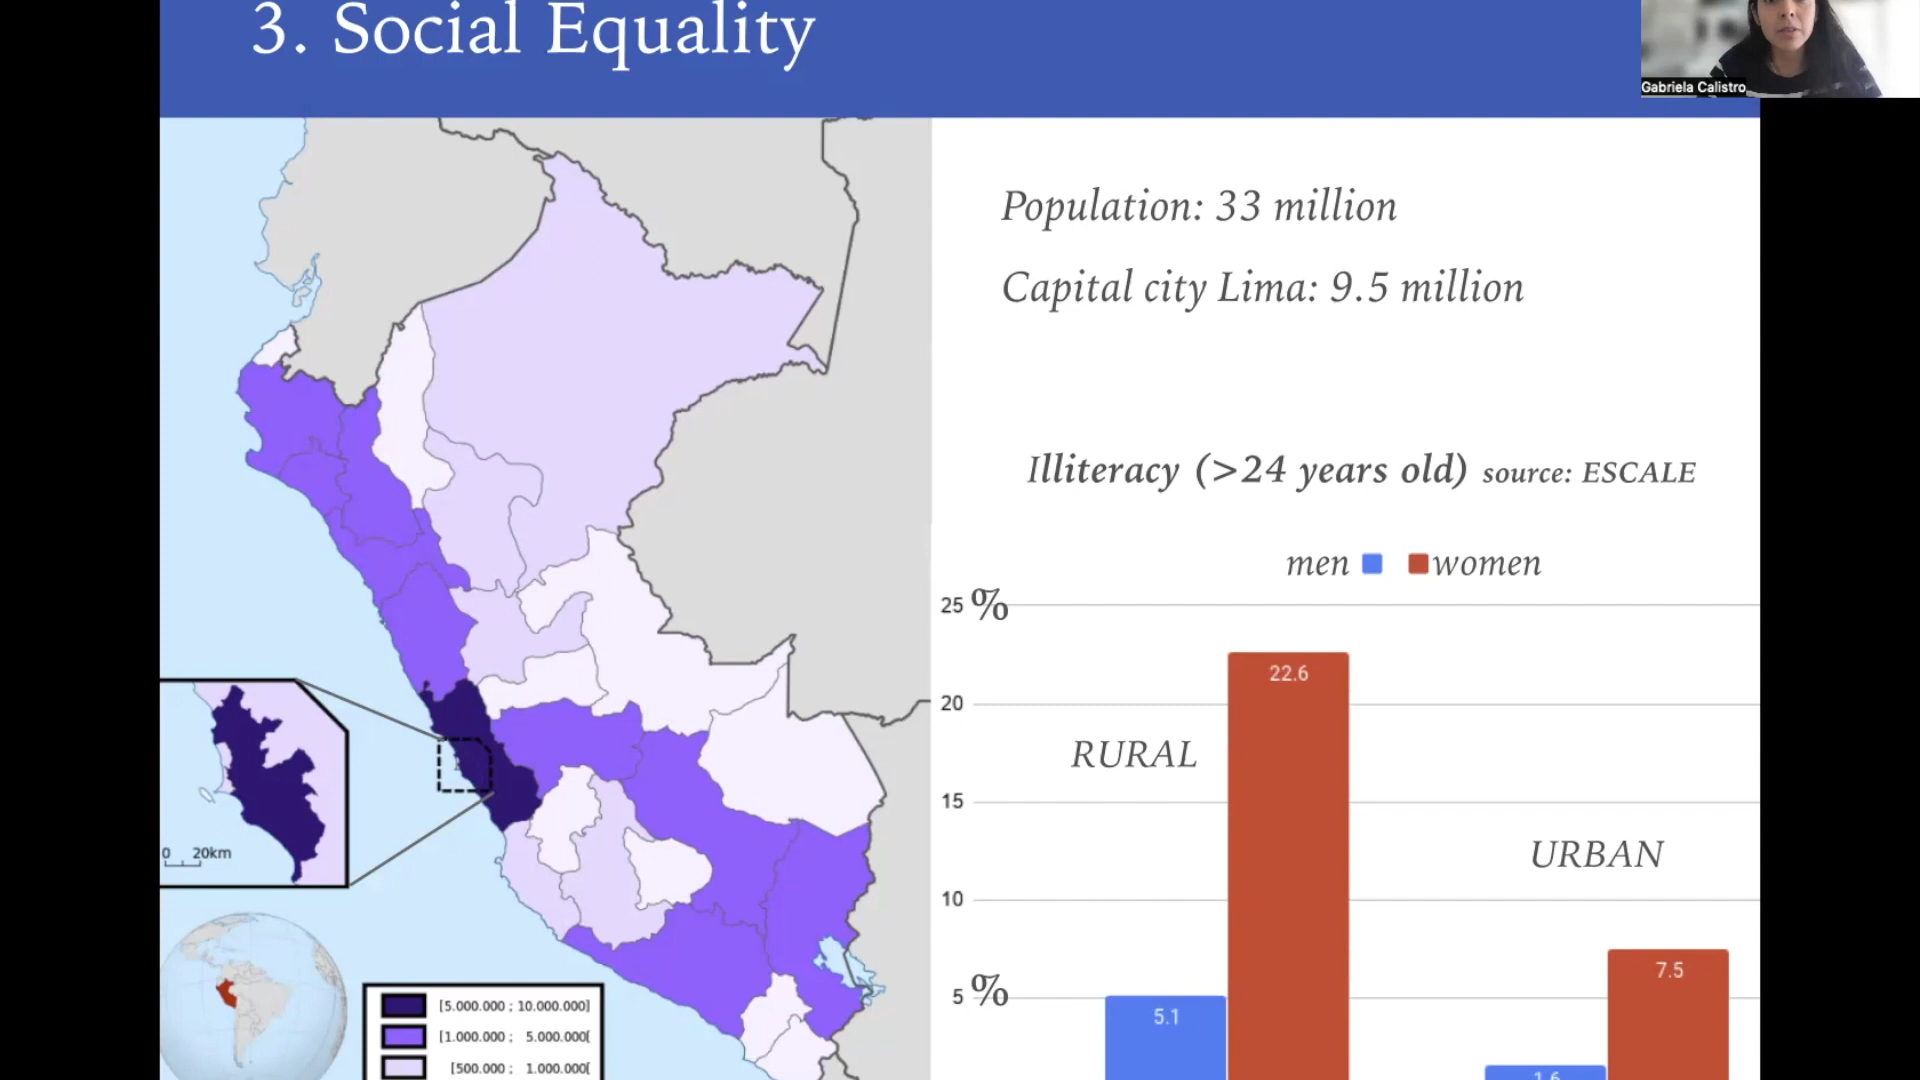 3. Social Equality
Gabriela Calistro
Population: 33 million
Capital city Lima: 9.5 million
Illiteracy (>24 years old) source: ESCALE
men women
25 %
22.6
20
RURAL
15
URBAN
10
7.5
5 %
5.1
1.6
0 20km
[5.000.000 ; 10.000.000]
[1.000.000 ; 5.000.000[
[500.000 ; 1.000.000[